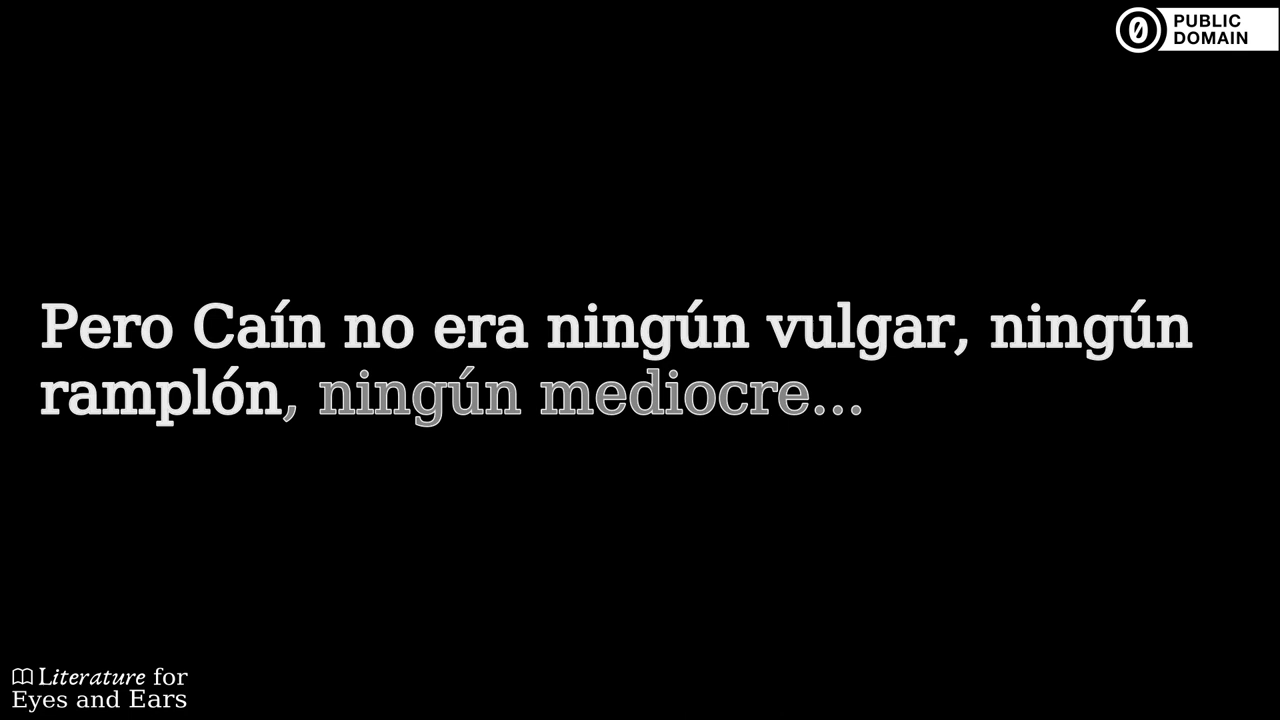 PUBLIC
DOMAIN
Pero Caín no era ningún vulgar, ningún
ramplón, ningún mediocre...
Literature for
Eyes and Ears